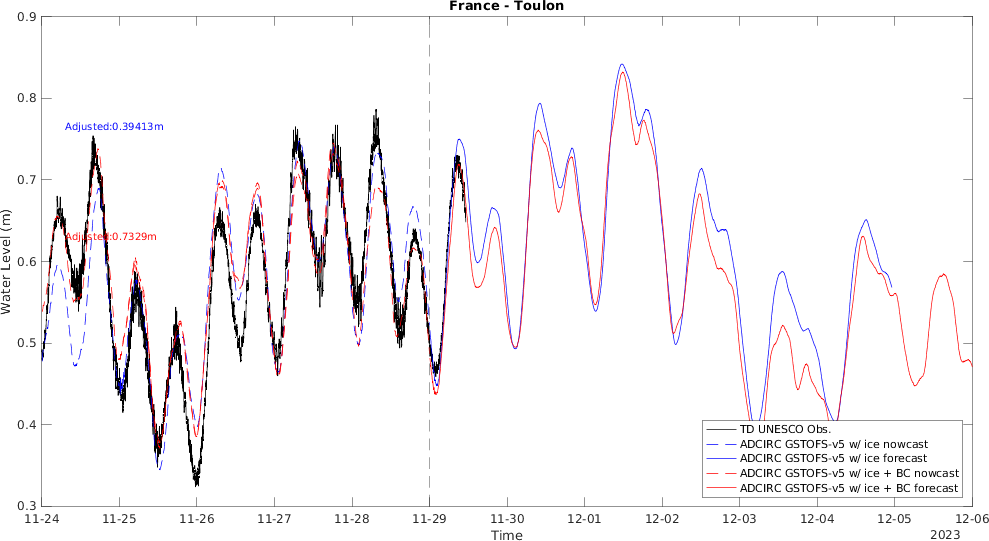 France - Toulon
0.9
0.8
0.7
0.6
0.5
0.4
0.3
Water Level (m)
Adjusted:0.39413m
Adjusted:0.7329m
TD UNESCO Obs.
ADCIRC GSTOFS-v5 w/ ice nowcast
ADCIRC GSTOFS-v5 w/ ice forecast
ADCIRC GSTOFS-v5 w/ ice + BC nowcast
ADCIRC GSTOFS-v5 w/ ice + BC forecast
11-24 11-25 11-26 11-27 11-28 11-29 11-30 12-01 12-02 12-03 12-04 12-05 12-06
Time
2023